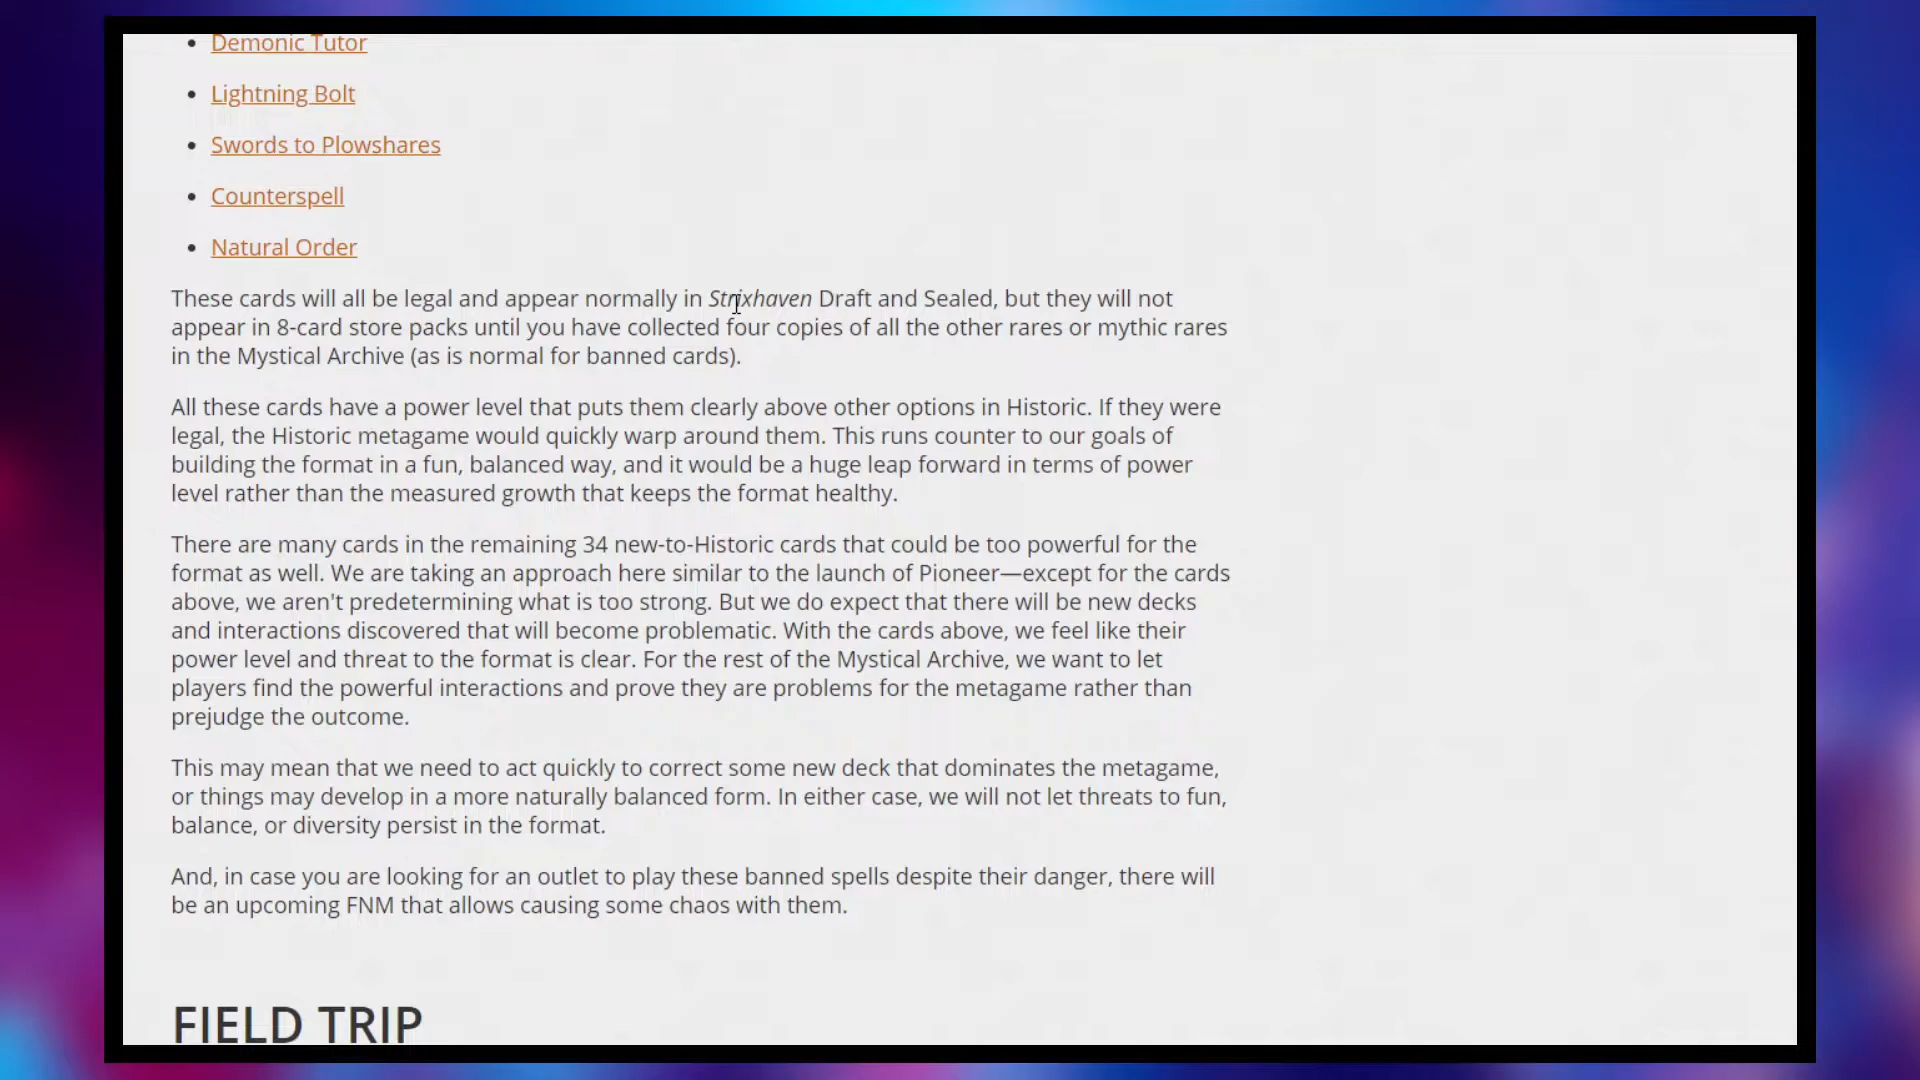 Demonic Tutor
Lightning Bolt
Swords to Plowshares
Counterspell
Natural Order
These cards will all be legal and appear normally in Strixhaven Draft and Sealed, but they will not
appear in 8-card store packs until you have collected four copies of all the other rares or mythic rares
in the Mystical Archive (as is normal for banned cards).
All these cards have a power level that puts them clearly above other options in Historic. If they were
legal, the Historic metagame would quickly warp around them. This runs counter to our goals of
building the format in a fun, balanced way, and it would be a huge leap forward in terms of power
level rather than the measured growth that keeps the format healthy.
There are many cards in the remaining 34 new-to-Historic cards that could be too powerful for the
format as well. We are taking an approach here similar to the launch of Pioneer—except for the cards
above, we aren't predetermining what is too strong. But we do expect that there will be new decks
and interactions discovered that will become problematic. With the cards above, we feel like their
power level and threat to the format is clear. For the rest of the Mystical Archive, we want to let
players find the powerful interactions and prove they are problems for the metagame rather than
prejudge the outcome.
This may mean that we need to act quickly to correct some new deck that dominates the metagame,
or things may develop in a more naturally balanced form. In either case, we will not let threats to fun,
balance, or diversity persist in the format.
And, in case you are looking for an outlet to play these banned spells despite their danger, there will
be an upcoming FNM that allows causing some chaos with them.
FIELD TRIP